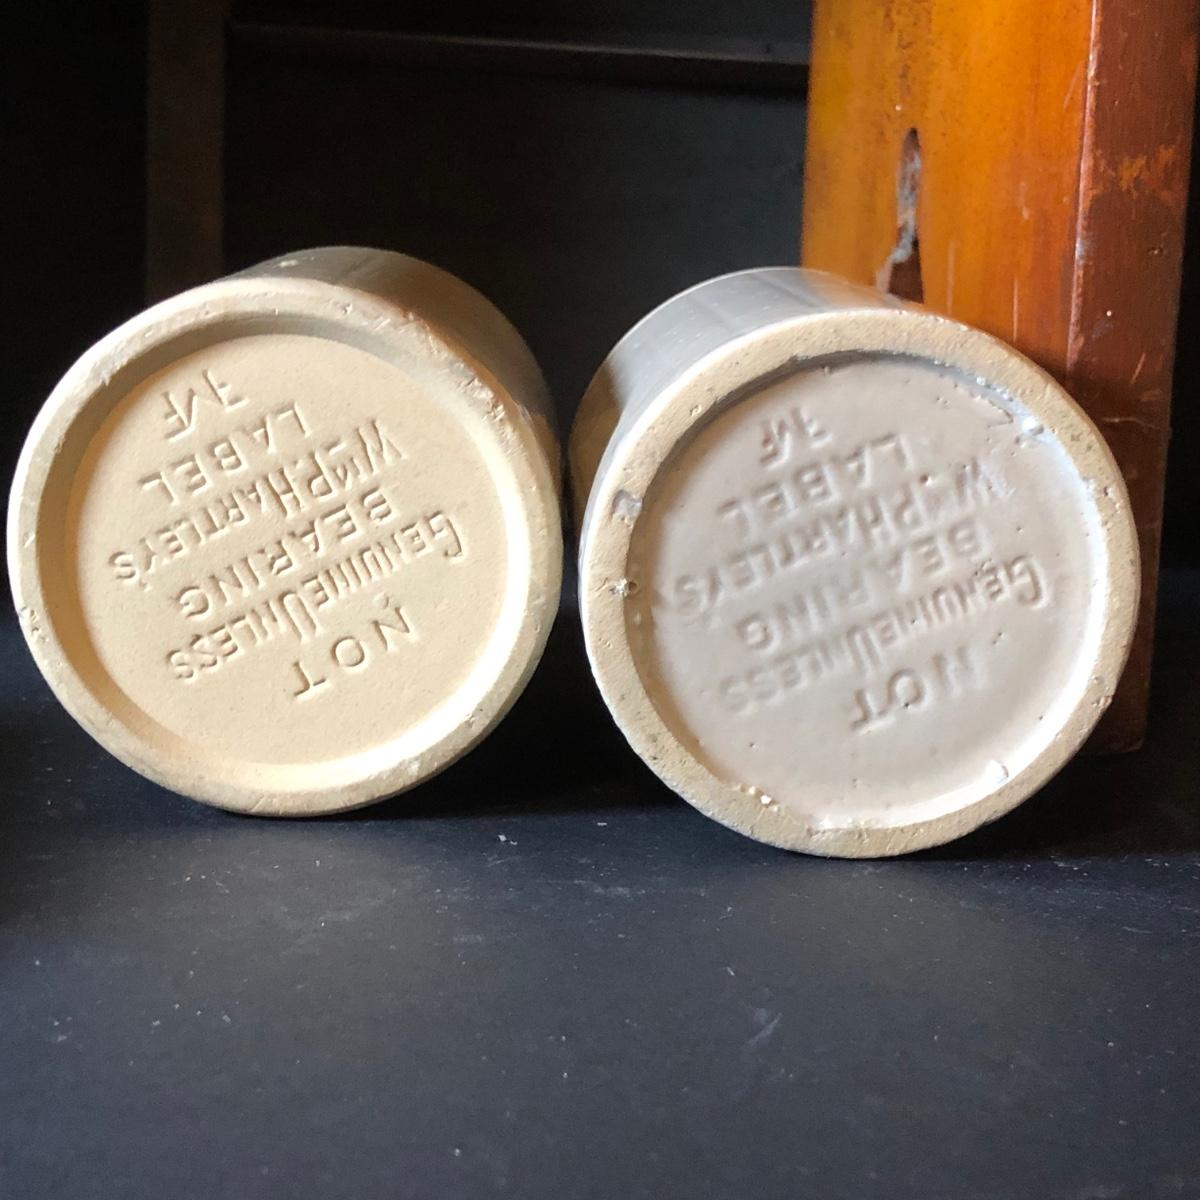 NOT
GENUINE UNLESS
BEARING
Wᴹ P HARTLEY'S
LABEL
NOT
GENUINE UNLESS
BEARING
Wᴹ P HARTLEY'S
LABEL